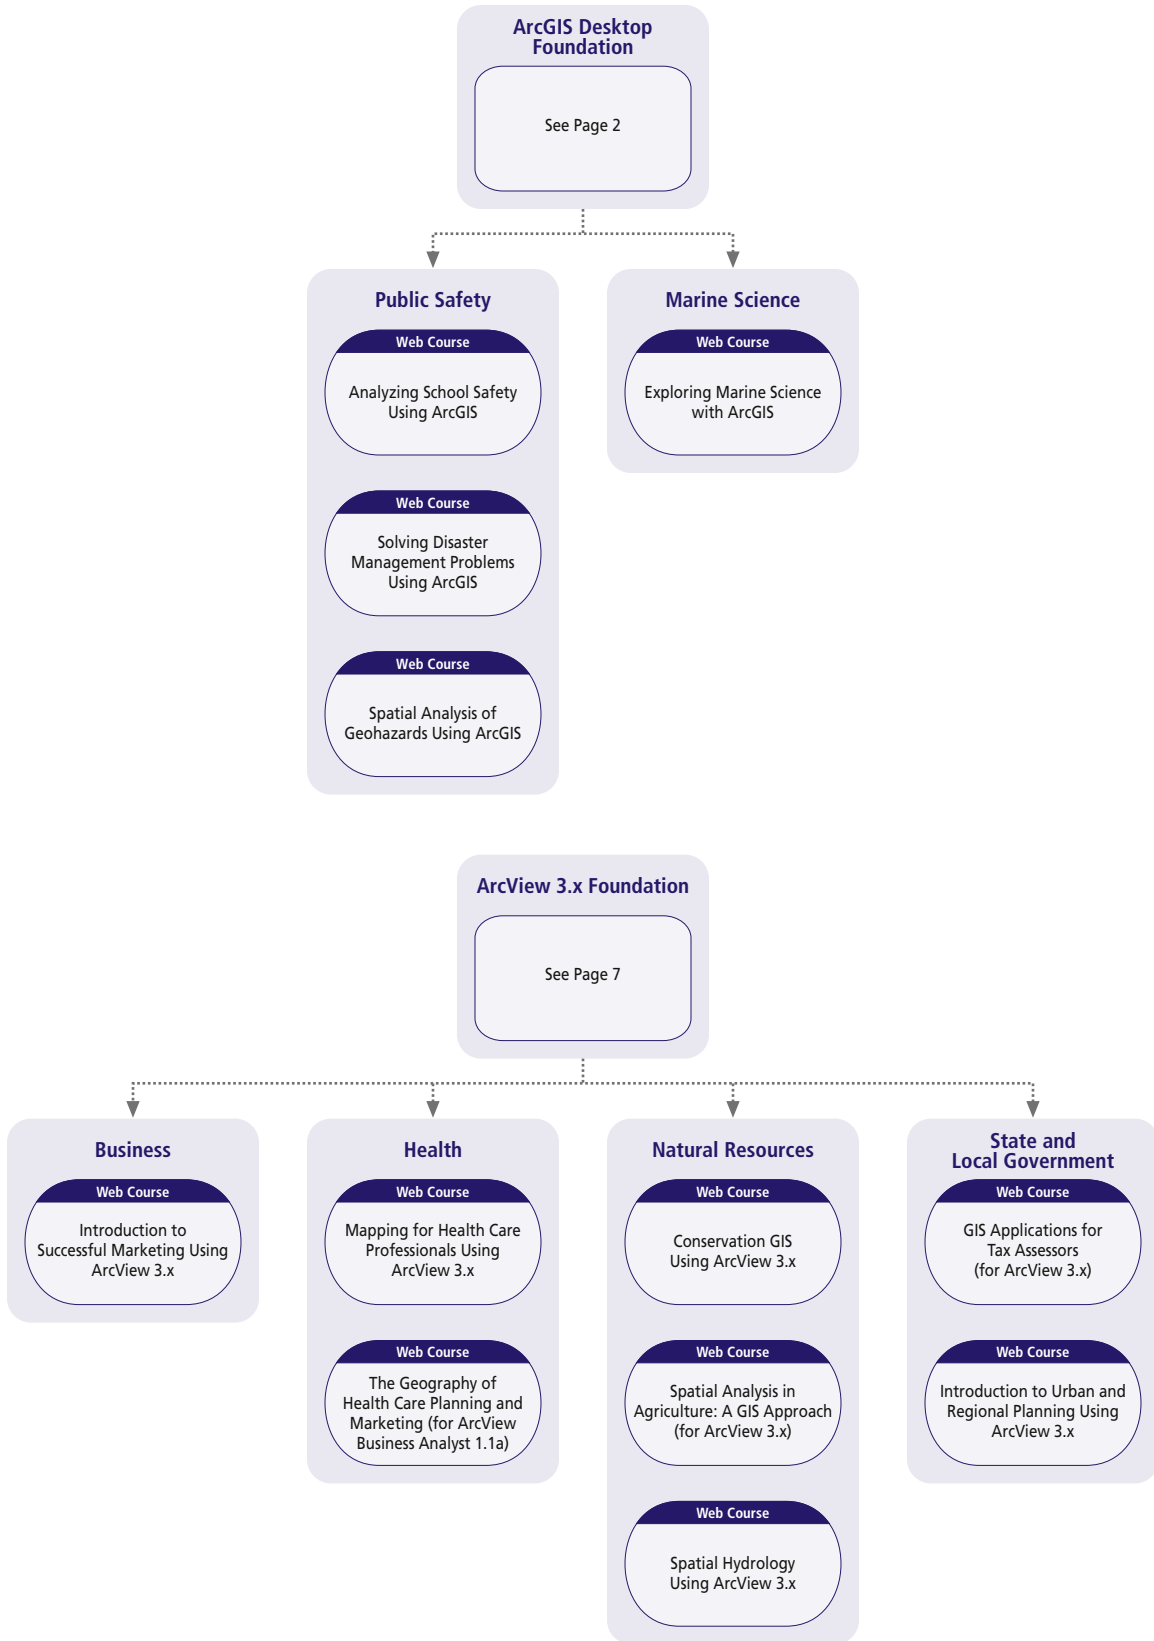 ArcGIS Desktop
Foundation
See Page 2
Public Safety
Web Course
Analyzing School Safety
Using ArcGIS
Web Course
Solving Disaster
Management Problems
Using ArcGIS
Web Course
Spatial Analysis of
Geohazards Using ArcGIS
Marine Science
Web Course
Exploring Marine Science
with ArcGIS
ArcView 3.x Foundation
See Page 7
Business
Web Course
Introduction to
Successful Marketing Using
ArcView 3.x
Health
Web Course
Mapping for Health Care
Professionals Using
ArcView 3.x
Web Course
The Geography of
Health Care Planning and
Marketing (for ArcView
Business Analyst 1.1a)
Natural Resources
Web Course
Conservation GIS
Using ArcView 3.x
Web Course
Spatial Analysis in
Agriculture: A GIS Approach
(for ArcView 3.x)
Web Course
Spatial Hydrology
Using ArcView 3.x
State and
Local Government
Web Course
GIS Applications for
Tax Assessors
(for ArcView 3.x)
Web Course
Introduction to Urban and
Regional Planning Using
ArcView 3.x